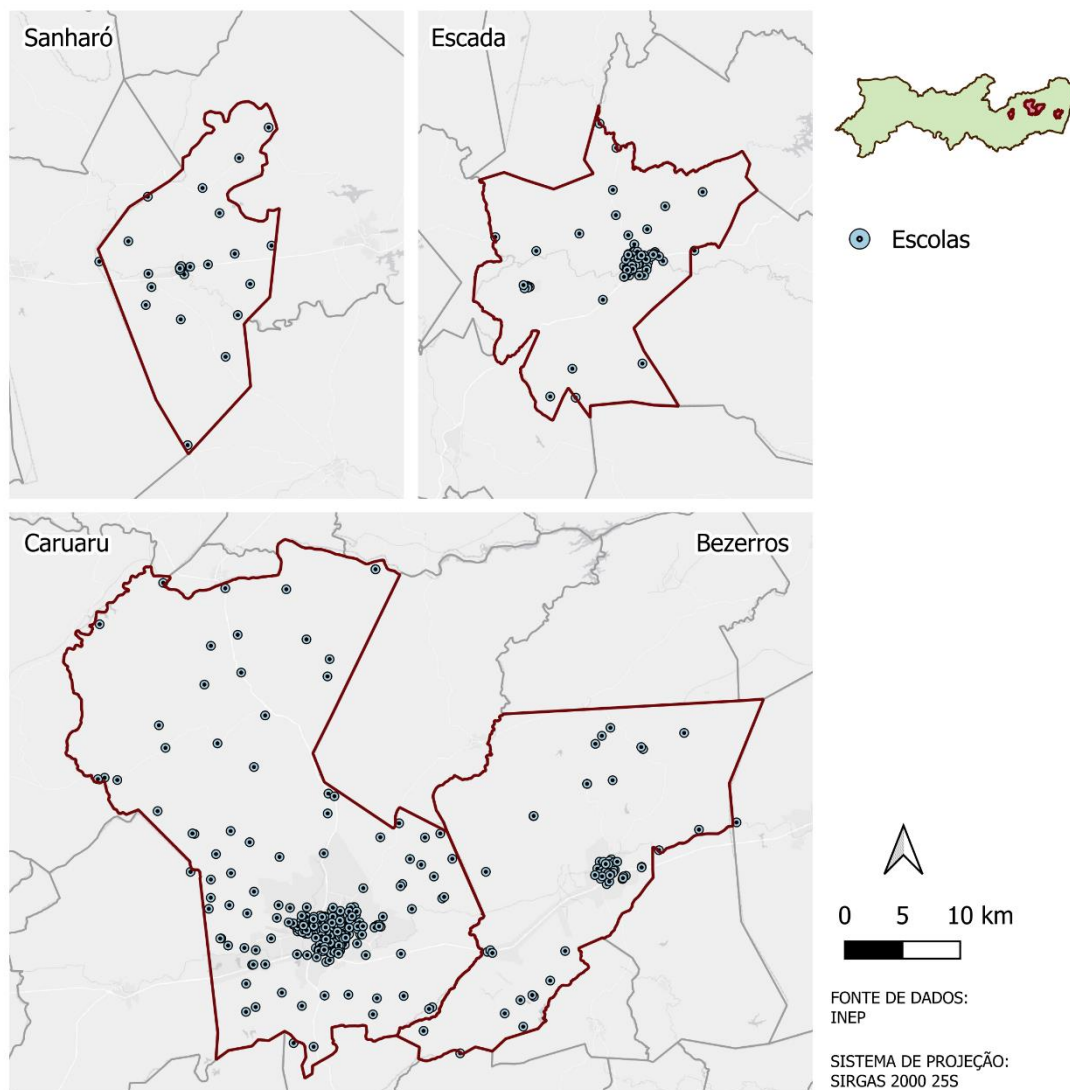 Sanharó
Escada
Escolas
Caruaru
Bezerros
0 5 10 km
FONTE DE DADOS:
INEP
SISTEMA DE PROJEÇÃO:
SIRGAS 2000 25S